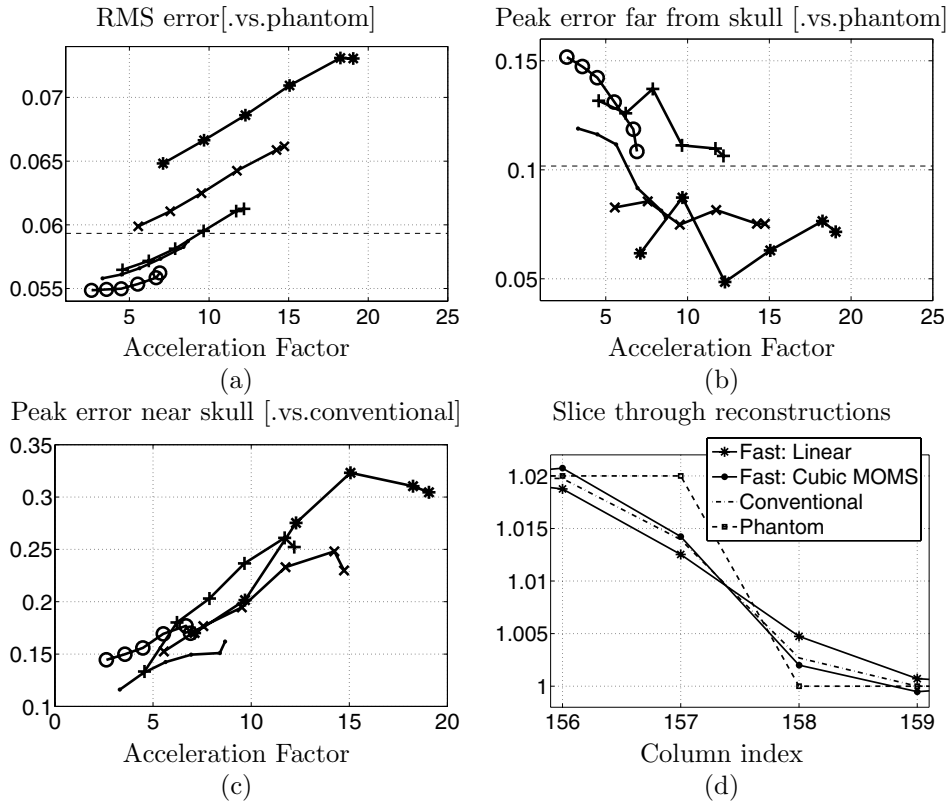 RMS error[.vs.phantom]
0.07
0.065
0.06
0.055
5 10 15 20 25
Acceleration Factor
(a)
Peak error far from skull [.vs.phantom]
0.15
0.1
0.05
5 10 15 20 25
Acceleration Factor
(b)
Peak error near skull [.vs.conventional]
0.35
0.3
0.25
0.2
0.15
0.1
0 5 10 15 20
Acceleration Factor
(c)
Slice through reconstructions
Fast: Linear
Fast: Cubic MOMS
Conventional
Phantom
1.02
1.015
1.01
1.005
1
156 157 158 159
Column index
(d)